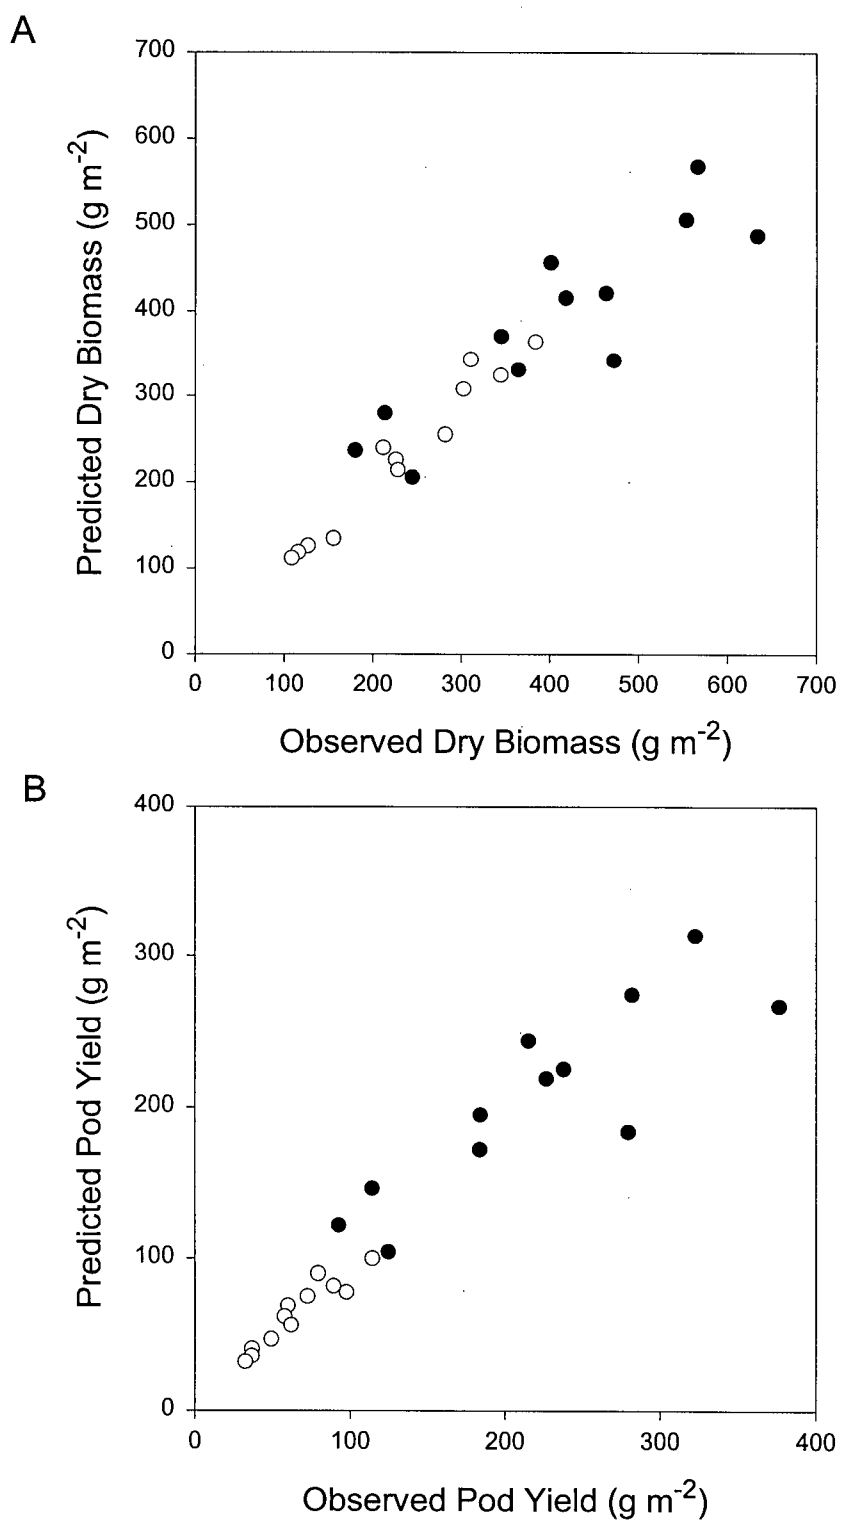 A
700
600
500
400
300
200
100
0
Predicted Dry Biomass (g m-2)
0 100 200 300 400 500 600 700
Observed Dry Biomass (g m-2)
B
400
300
200
100
0
Predicted Pod Yield (g m-2)
0 100 200 300 400
Observed Pod Yield (g m-2)